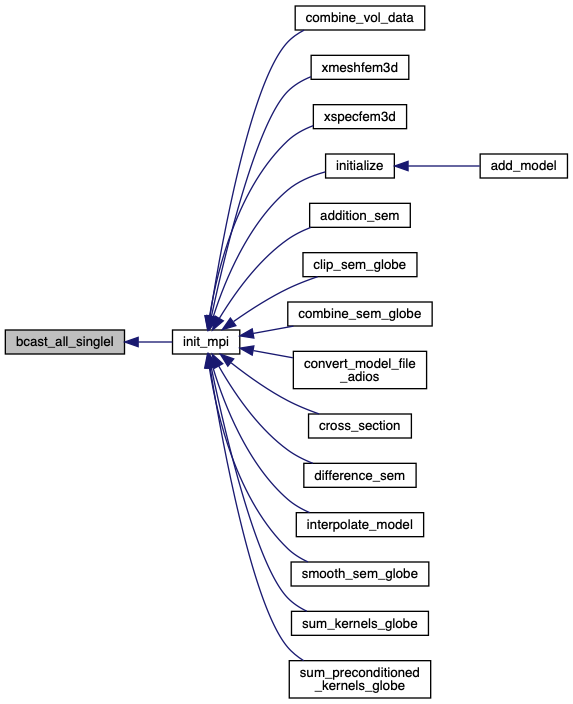 combine_vol_data
xmeshfem3d
xspecfem3d
initialize
add_model
addition_sem
clip_sem_globe
combine_sem_globe
bcast_all_singlel
init_mpi
convert_model_file
_adios
cross_section
difference_sem
interpolate_model
smooth_sem_globe
sum_kernels_globe
sum_preconditioned
_kernels_globe